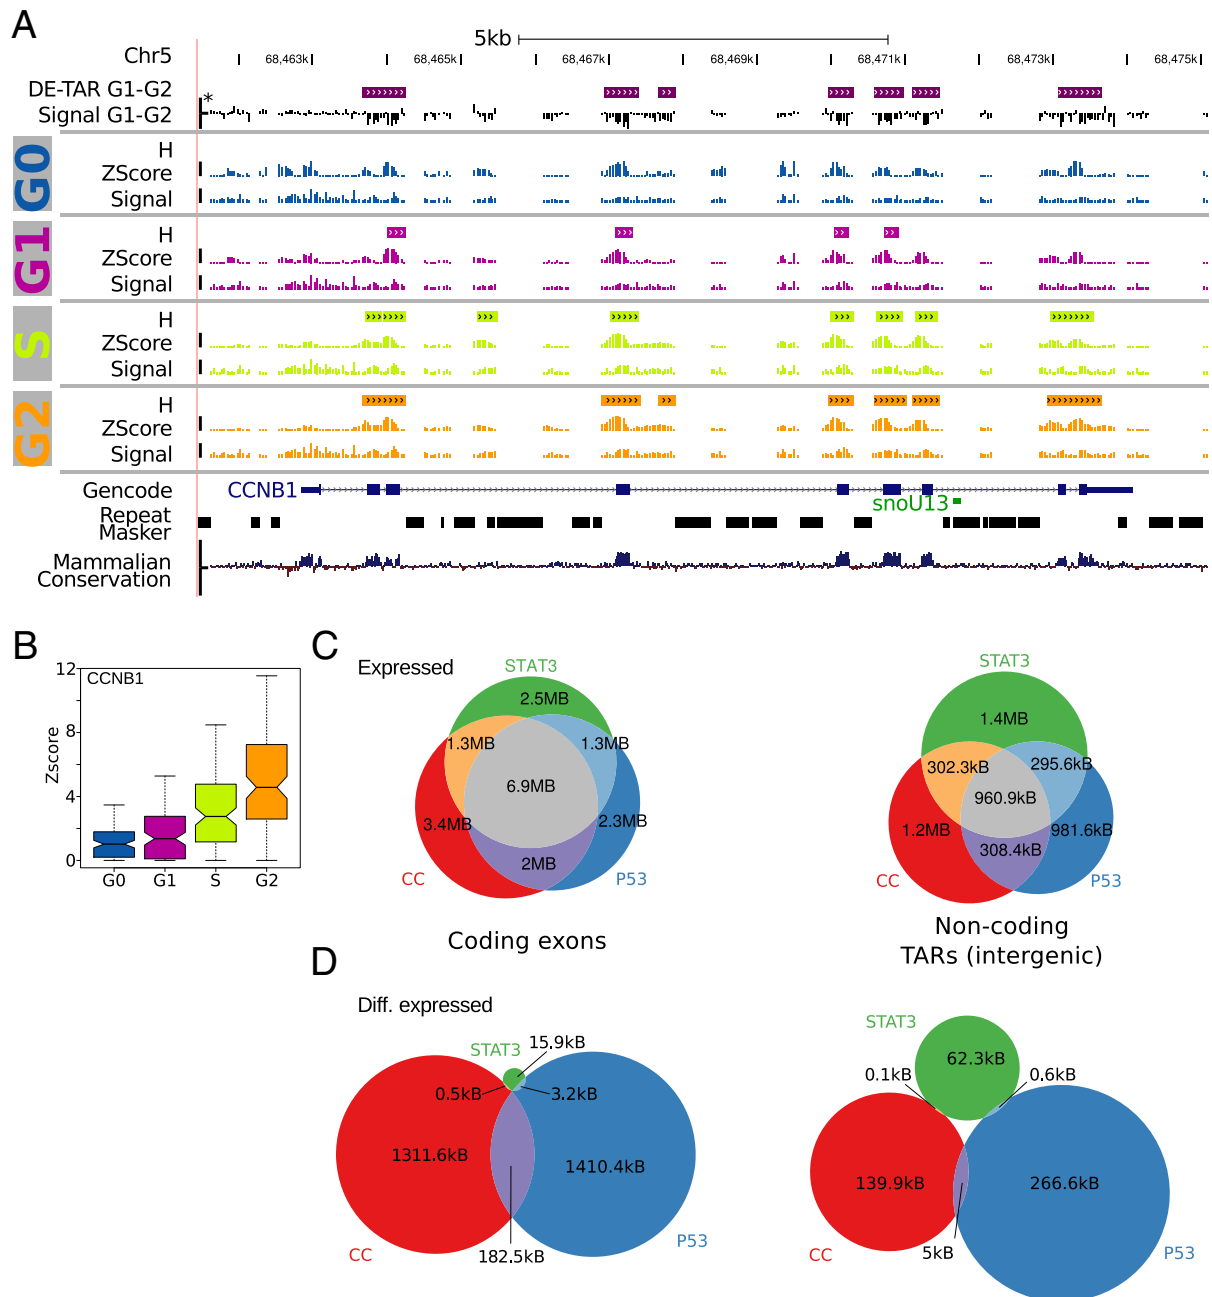 A
5kb
Chr5
68,463k
68,465k
68,467k
68,469k
68,471k
68,473k
68,475k
DE-TAR G1-G2
*
Signal G1-G2
G0
H
ZScore
Signal
G1
H
ZScore
Signal
S
H
ZScore
Signal
G2
H
ZScore
Signal
Gencode
CCNB1
snoU13
Repeat
Masker
Mammalian
Conservation
B
CCNB1
Zscore
12
8
4
0
G0
G1
S
G2
C
Expressed
STAT3
2.5MB
1.3MB
1.3MB
6.9MB
3.4MB
2.3MB
2MB
CC
P53
Coding exons
STAT3
1.4MB
302.3kB
295.6kB
960.9kB
1.2MB
981.6kB
308.4kB
CC
P53
Non-coding
TARs (intergenic)
D
Diff. expressed
STAT3
15.9kB
0.5kB
3.2kB
1311.6kB
1410.4kB
182.5kB
CC
P53
STAT3
62.3kB
0.1kB
0.6kB
139.9kB
266.6kB
5kB
CC
P53